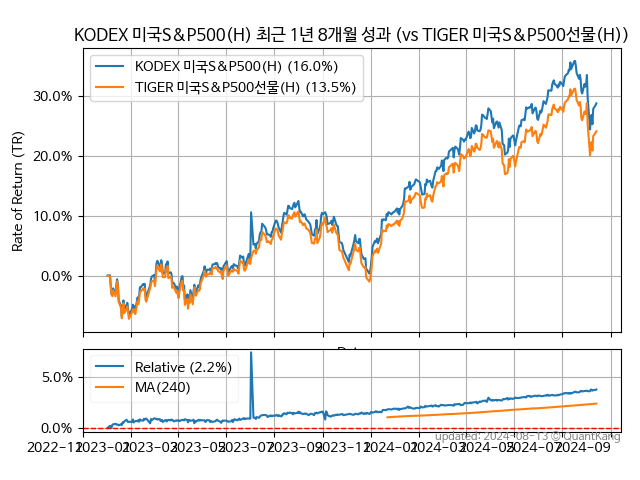 KODEX 미국S&P500(H) 최근 1년 8개월 성과 (vs TIGER 미국S&P500선물(H))
KODEX 미국S&P500(H) (16.0%)
TIGER 미국S&P500선물(H) (13.5%)
Rate of Return (TR)
30.0%
20.0%
10.0%
0.0%
Relative (2.2%)
MA(240)
5.0%
0.0%
updated: 2024-08-13 ©QuantKang
2022-11 2023-01 2023-03 2023-05 2023-07 2023-09 2023-11 2024-01 2024-03 2024-05 2024-07 2024-09